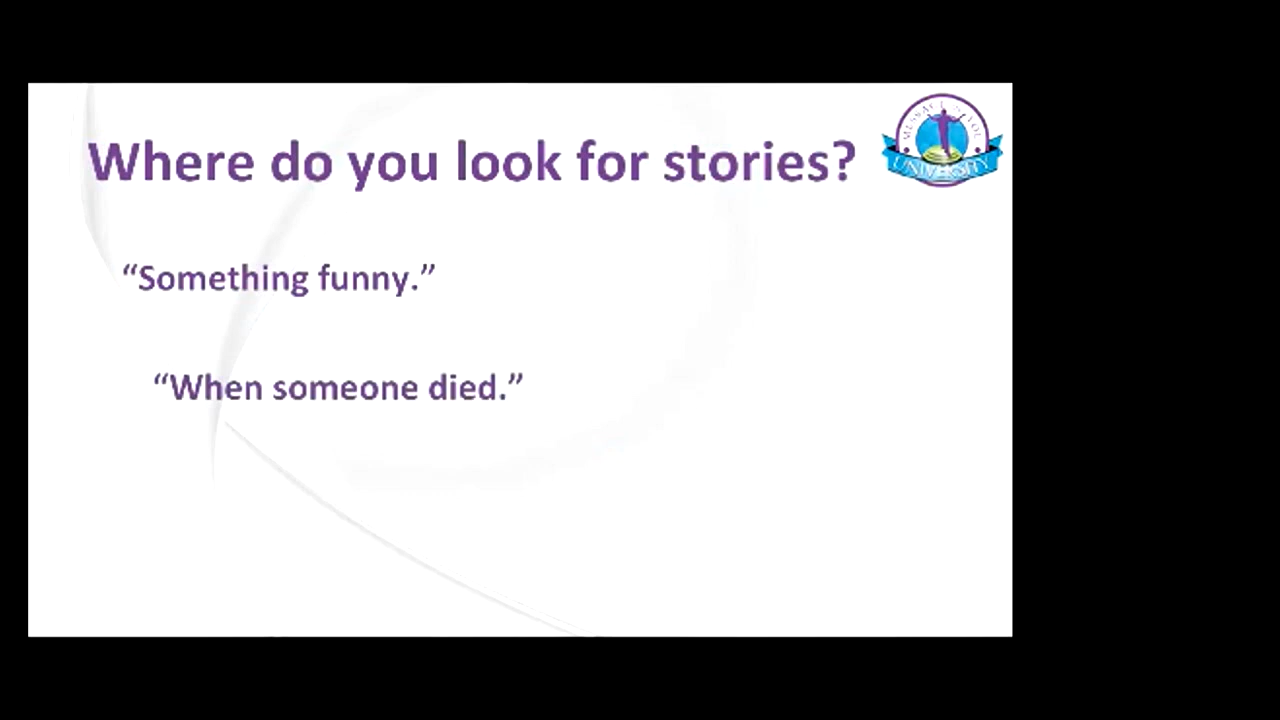 Where do you look for stories?
UNIVERSITY
“Something funny.”
“When someone died.”